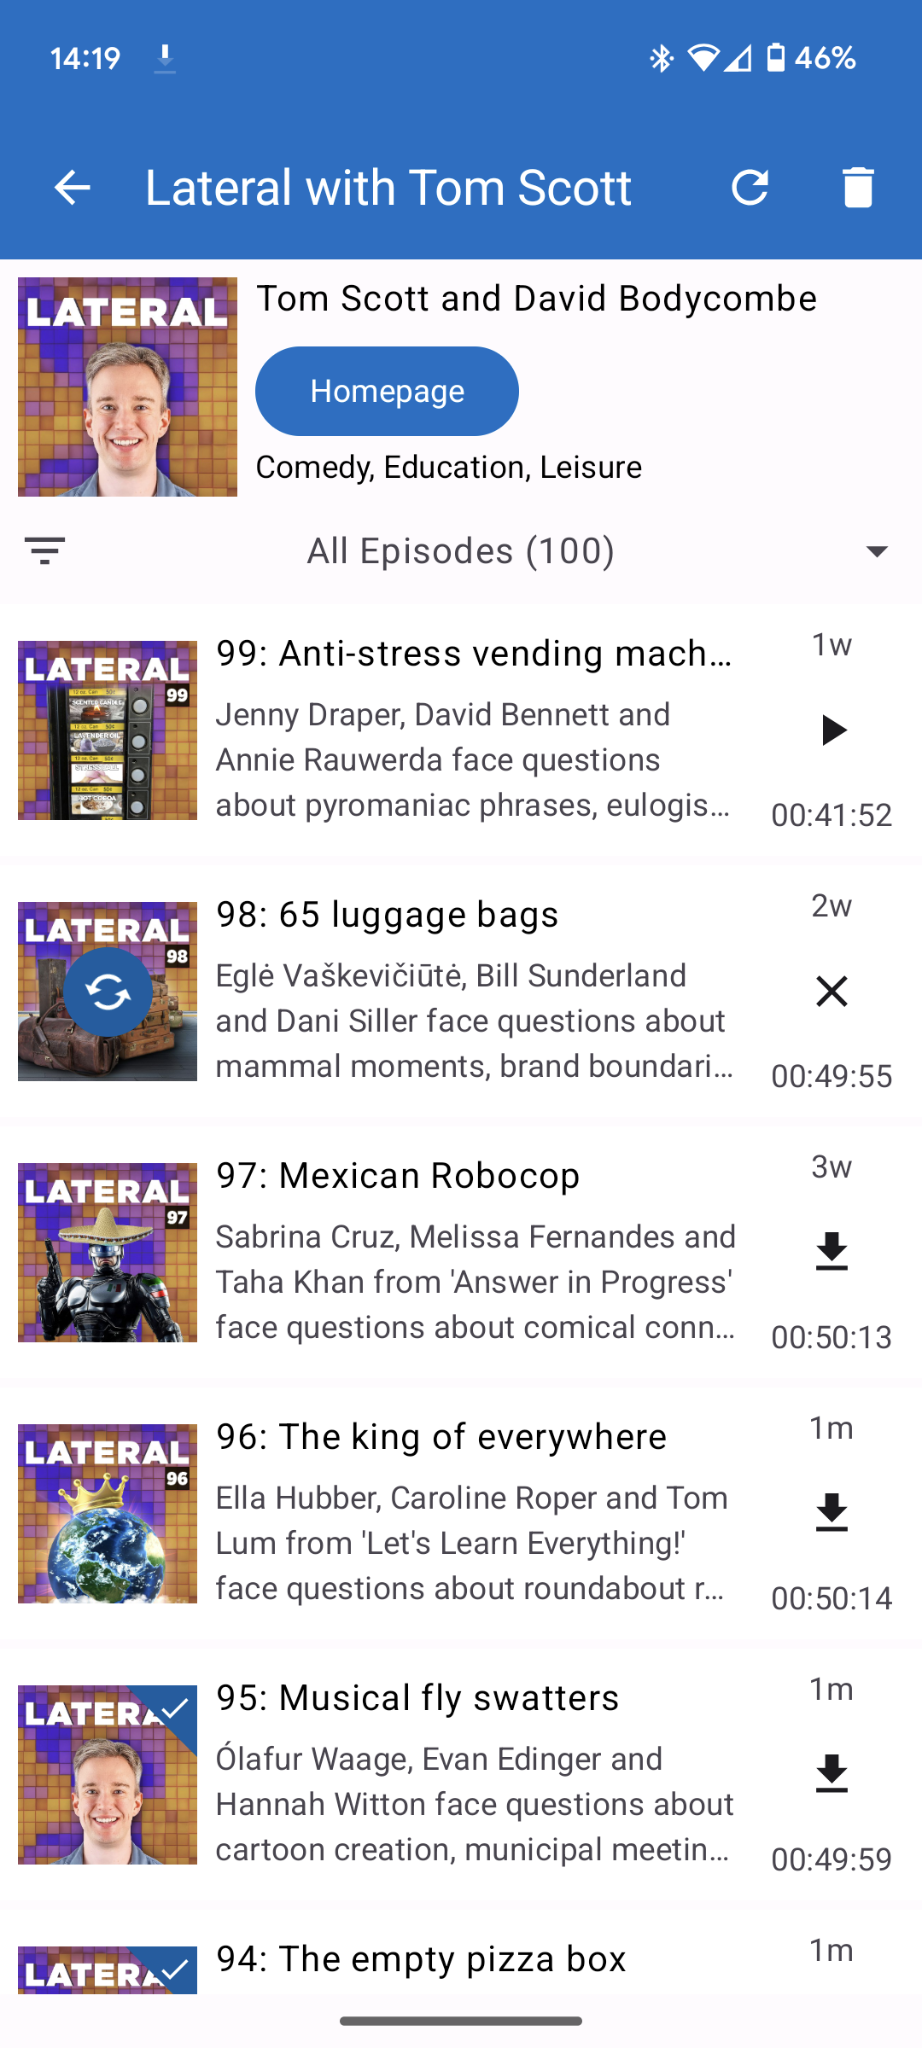 14:19
46%
Lateral with Tom Scott
LATERAL
Tom Scott and David Bodycombe
Homepage
Comedy, Education, Leisure
All Episodes (100)
LATERAL
99
99: Anti-stress vending mach…
1w
Jenny Draper, David Bennett and
Annie Rauwerda face questions
about pyromaniac phrases, eulogis…
00:41:52
LATERAL
98
98: 65 luggage bags
2w
Eglė Vaškevičiūtė, Bill Sunderland
and Dani Siller face questions about
mammal moments, brand boundari…
00:49:55
LATERAL
97
97: Mexican Robocop
3w
Sabrina Cruz, Melissa Fernandes and
Taha Khan from 'Answer in Progress'
face questions about comical conn…
00:50:13
LATERAL
96
96: The king of everywhere
1m
Ella Hubber, Caroline Roper and Tom
Lum from 'Let's Learn Everything!'
face questions about roundabout r…
00:50:14
LATERA
95: Musical fly swatters
1m
Ólafur Waage, Evan Edinger and
Hannah Witton face questions about
cartoon creation, municipal meetin…
00:49:59
LATERA
94: The empty pizza box
1m